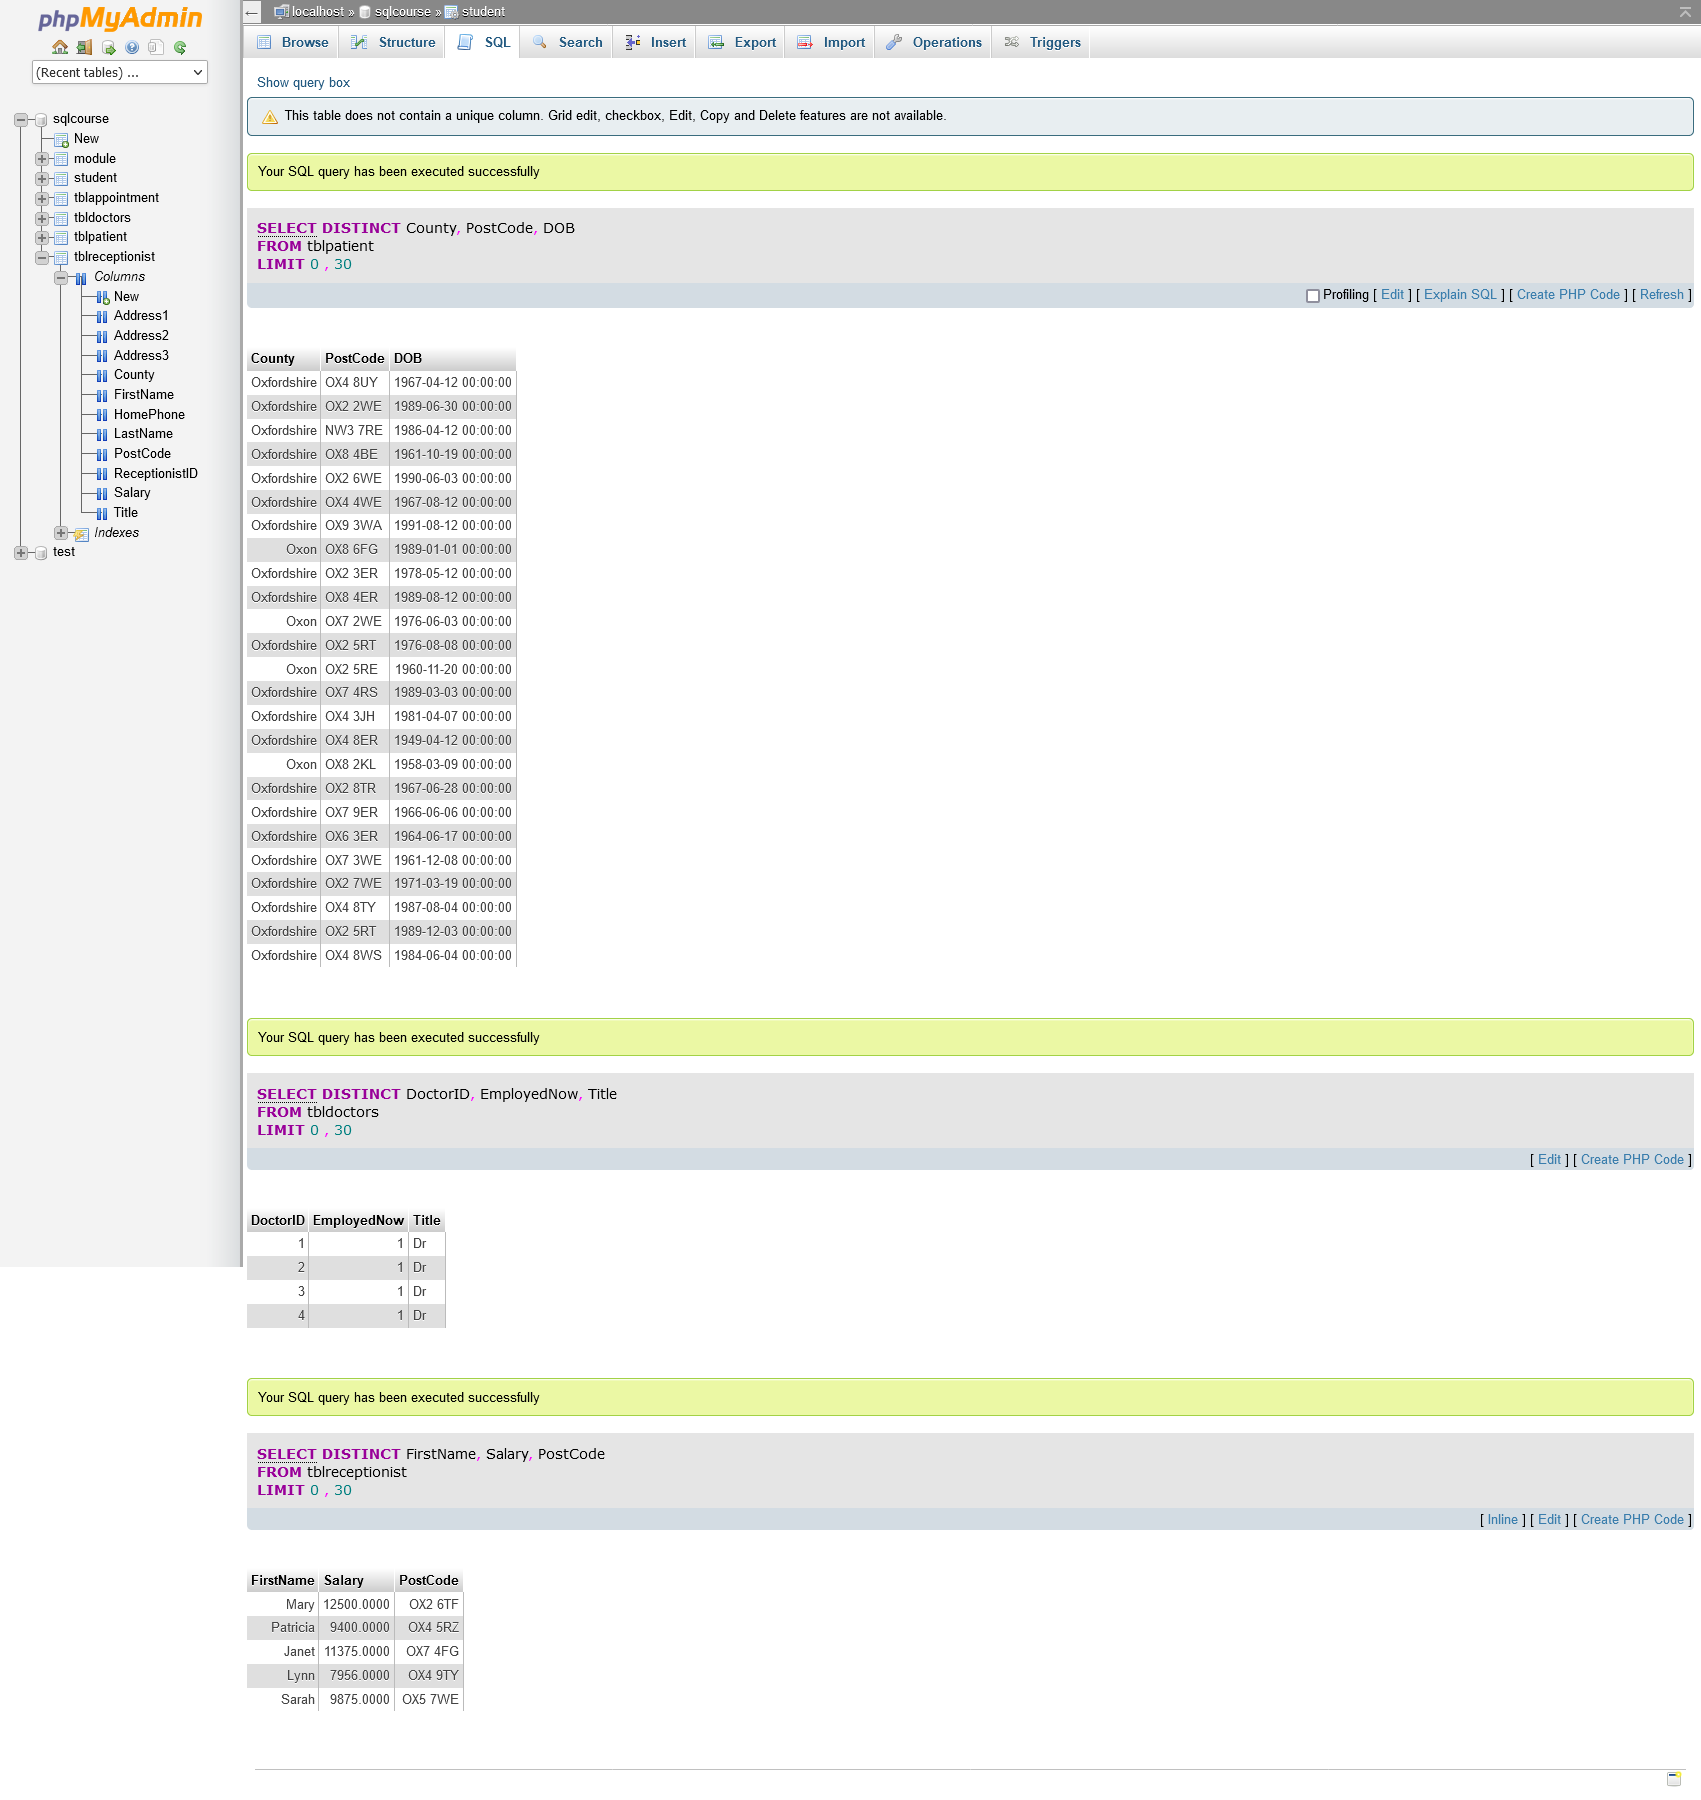 phpMyAdmin
(Recent tables) ...
sqlcourse
New
module
student
tblappointment
tbldoctors
tblpatient
tblreceptionist
Columns
New
Address1
Address2
Address3
County
FirstName
HomePhone
LastName
PostCode
ReceptionistID
Salary
Title
Indexes
test
localhost » sqlcourse » student
Browse Structure SQL Search Insert Export Import Operations Triggers
Show query box
This table does not contain a unique column. Grid edit, checkbox, Edit, Copy and Delete features are not available.
Your SQL query has been executed successfully
SELECT DISTINCT County, PostCode, DOB
FROM tblpatient
LIMIT 0 , 30
Profiling [ Edit ] [ Explain SQL ] [ Create PHP Code ] [ Refresh ]
County PostCode DOB
Oxfordshire OX4 8UY 1967-04-12 00:00:00
Oxfordshire OX2 2WE 1989-06-30 00:00:00
Oxfordshire NW3 7RE 1986-04-12 00:00:00
Oxfordshire OX8 4BE 1961-10-19 00:00:00
Oxfordshire OX2 6WE 1990-06-03 00:00:00
Oxfordshire OX4 4WE 1967-08-12 00:00:00
Oxfordshire OX9 3WA 1991-08-12 00:00:00
Oxon OX8 6FG 1989-01-01 00:00:00
Oxfordshire OX2 3ER 1978-05-12 00:00:00
Oxfordshire OX8 4ER 1989-08-12 00:00:00
Oxon OX7 2WE 1976-06-03 00:00:00
Oxfordshire OX2 5RT 1976-08-08 00:00:00
Oxon OX2 5RE 1960-11-20 00:00:00
Oxfordshire OX7 4RS 1989-03-03 00:00:00
Oxfordshire OX4 3JH 1981-04-07 00:00:00
Oxfordshire OX4 8ER 1949-04-12 00:00:00
Oxon OX8 2KL 1958-03-09 00:00:00
Oxfordshire OX2 8TR 1967-06-28 00:00:00
Oxfordshire OX7 9ER 1966-06-06 00:00:00
Oxfordshire OX6 3ER 1964-06-17 00:00:00
Oxfordshire OX7 3WE 1961-12-08 00:00:00
Oxfordshire OX2 7WE 1971-03-19 00:00:00
Oxfordshire OX4 8TY 1987-08-04 00:00:00
Oxfordshire OX2 5RT 1989-12-03 00:00:00
Oxfordshire OX4 8WS 1984-06-04 00:00:00
Your SQL query has been executed successfully
SELECT DISTINCT DoctorID, EmployedNow, Title
FROM tbldoctors
LIMIT 0 , 30
[ Edit ] [ Create PHP Code ]
DoctorID EmployedNow Title
1 1 Dr
2 1 Dr
3 1 Dr
4 1 Dr
Your SQL query has been executed successfully
SELECT DISTINCT FirstName, Salary, PostCode
FROM tblreceptionist
LIMIT 0 , 30
[ Inline ] [ Edit ] [ Create PHP Code ]
FirstName Salary PostCode
Mary 12500.0000 OX2 6TF
Patricia 9400.0000 OX4 5RZ
Janet 11375.0000 OX7 4FG
Lynn 7956.0000 OX4 9TY
Sarah 9875.0000 OX5 7WE